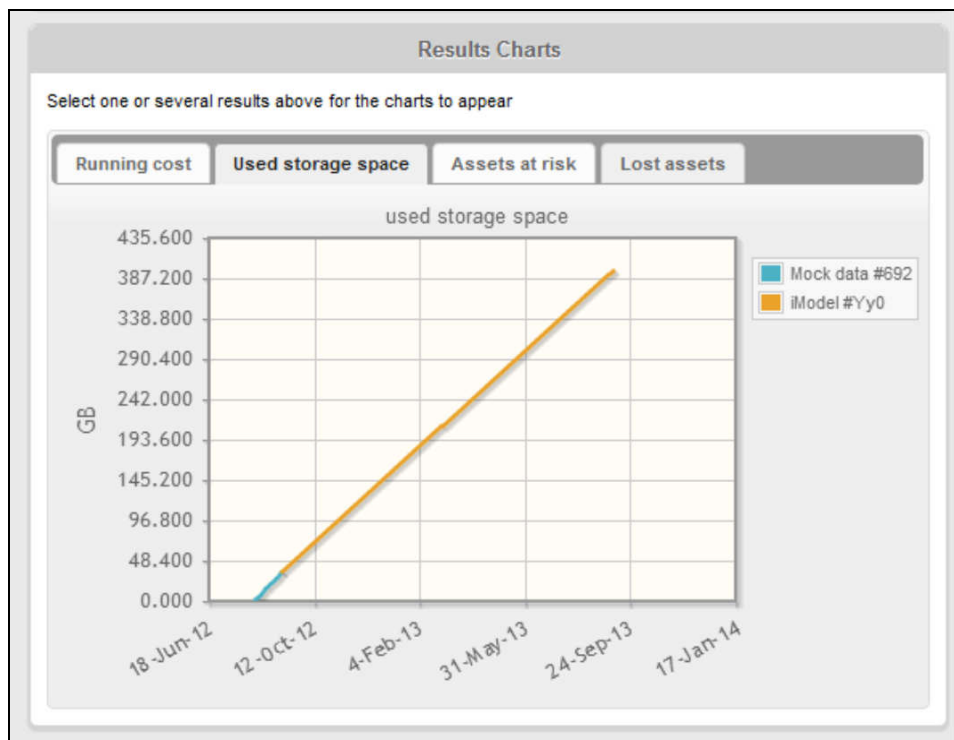 Results Charts
Select one or several results above for the charts to appear
Running cost Used storage space Assets at risk Lost assets
used storage space
435.600
387.200
338.800
290.400
242.000
193.600
145.200
96.800
48.400
0.000
GB
18-Jun-12 12-Oct-12 4-Feb-13 31-May-13 24-Sep-13 17-Jan-14
Mock data #692
iModel #Yy0